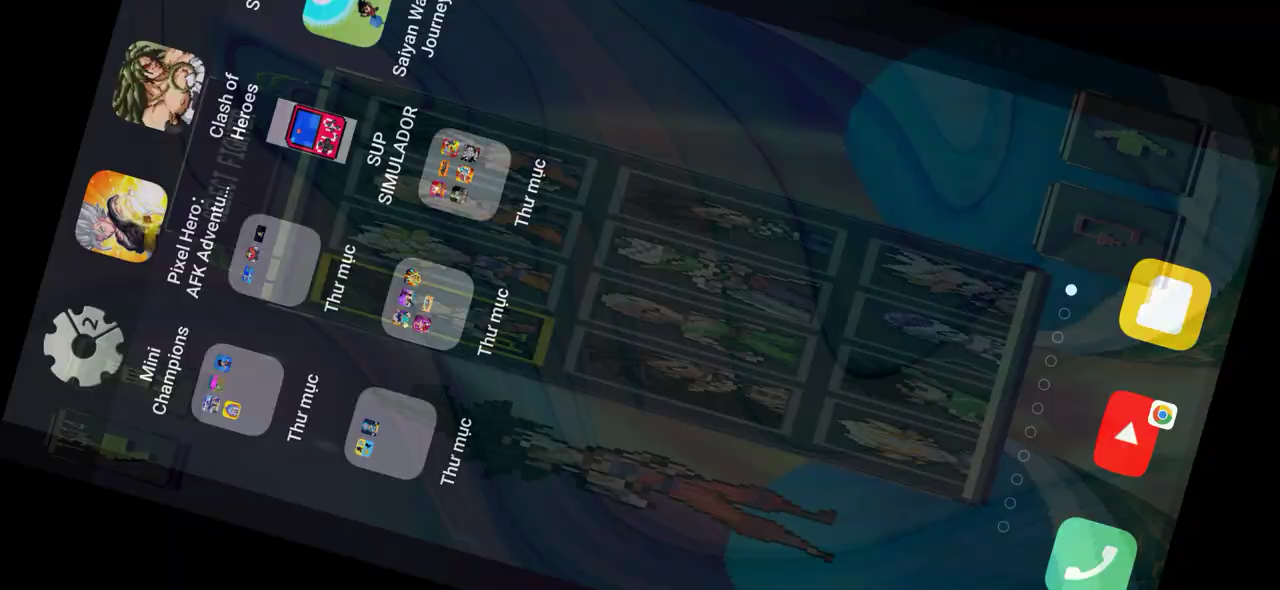 Saiyan Wa
Journey
Clash of
Heroes
SUP
SIMULADOR
Thư mục
Pixel Hero:
AFK Adventu...
Thư mục
Thư mục
Mini
Champions
Thư mục
Thư mục
2